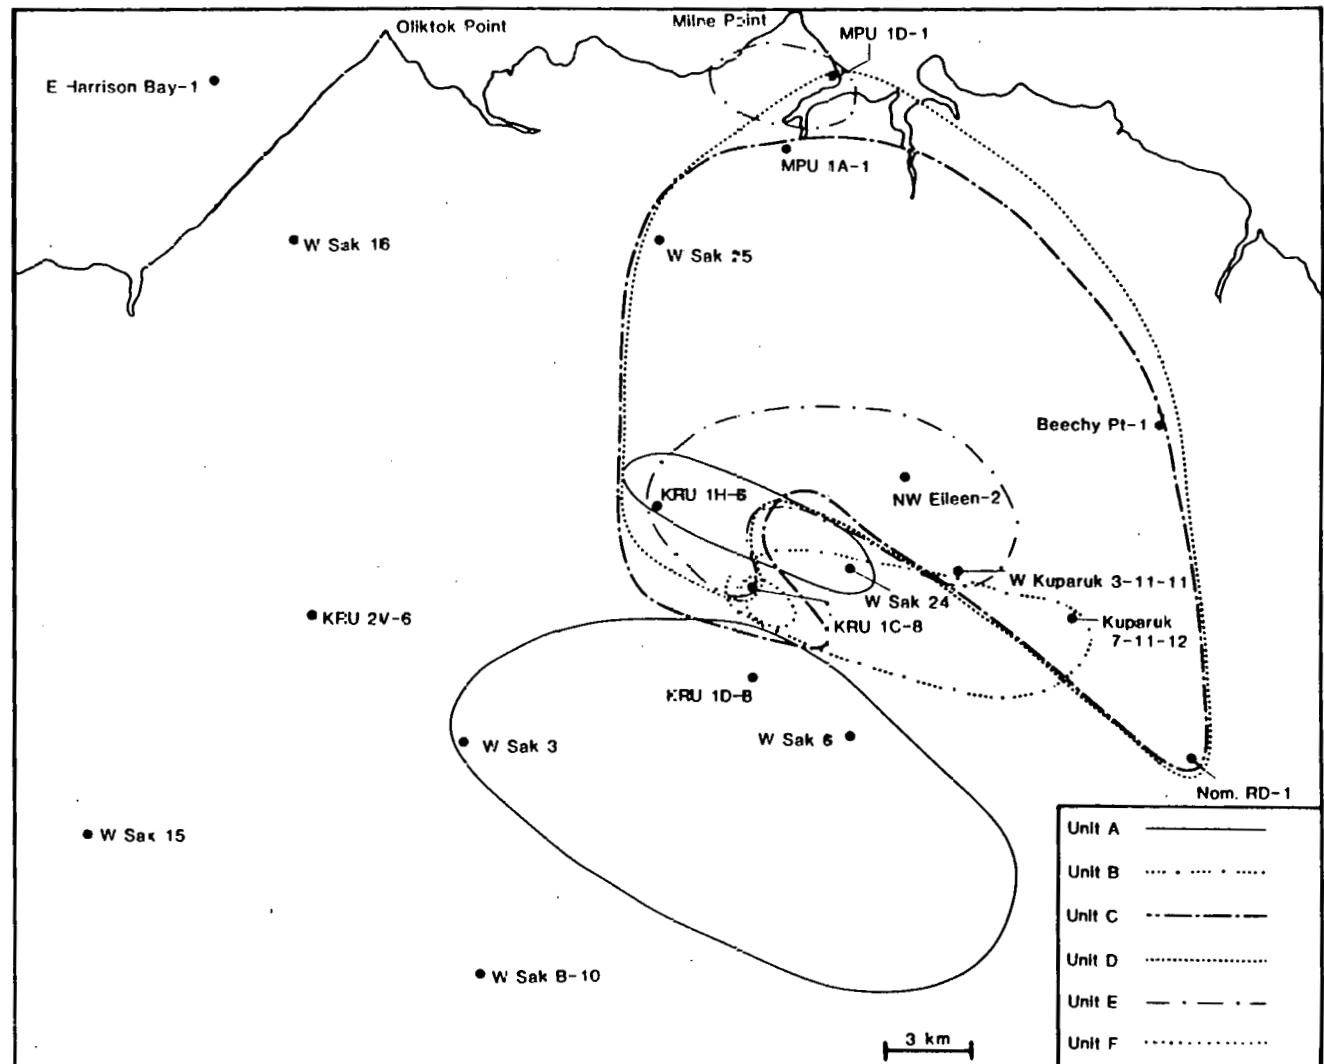 Oliktok Point
Milne Point
MPU 1D-1
E Harrison Bay-1
MPU 1A-1
W Sak 16
W Sak 25
Beechy Pt-1
KRU 1H-6
NW Eileen-2
W Kuparuk 3-11-11
W Sak 24
KRU 2V-6
KRU 1C-8
Kuparuk
7-11-12
KRU 1D-8
W Sak 3
W Sak 6
Nom. RD-1
W Sak 15
W Sak B-10
3 km
Unit A
Unit B
Unit C
Unit D
Unit E
Unit F